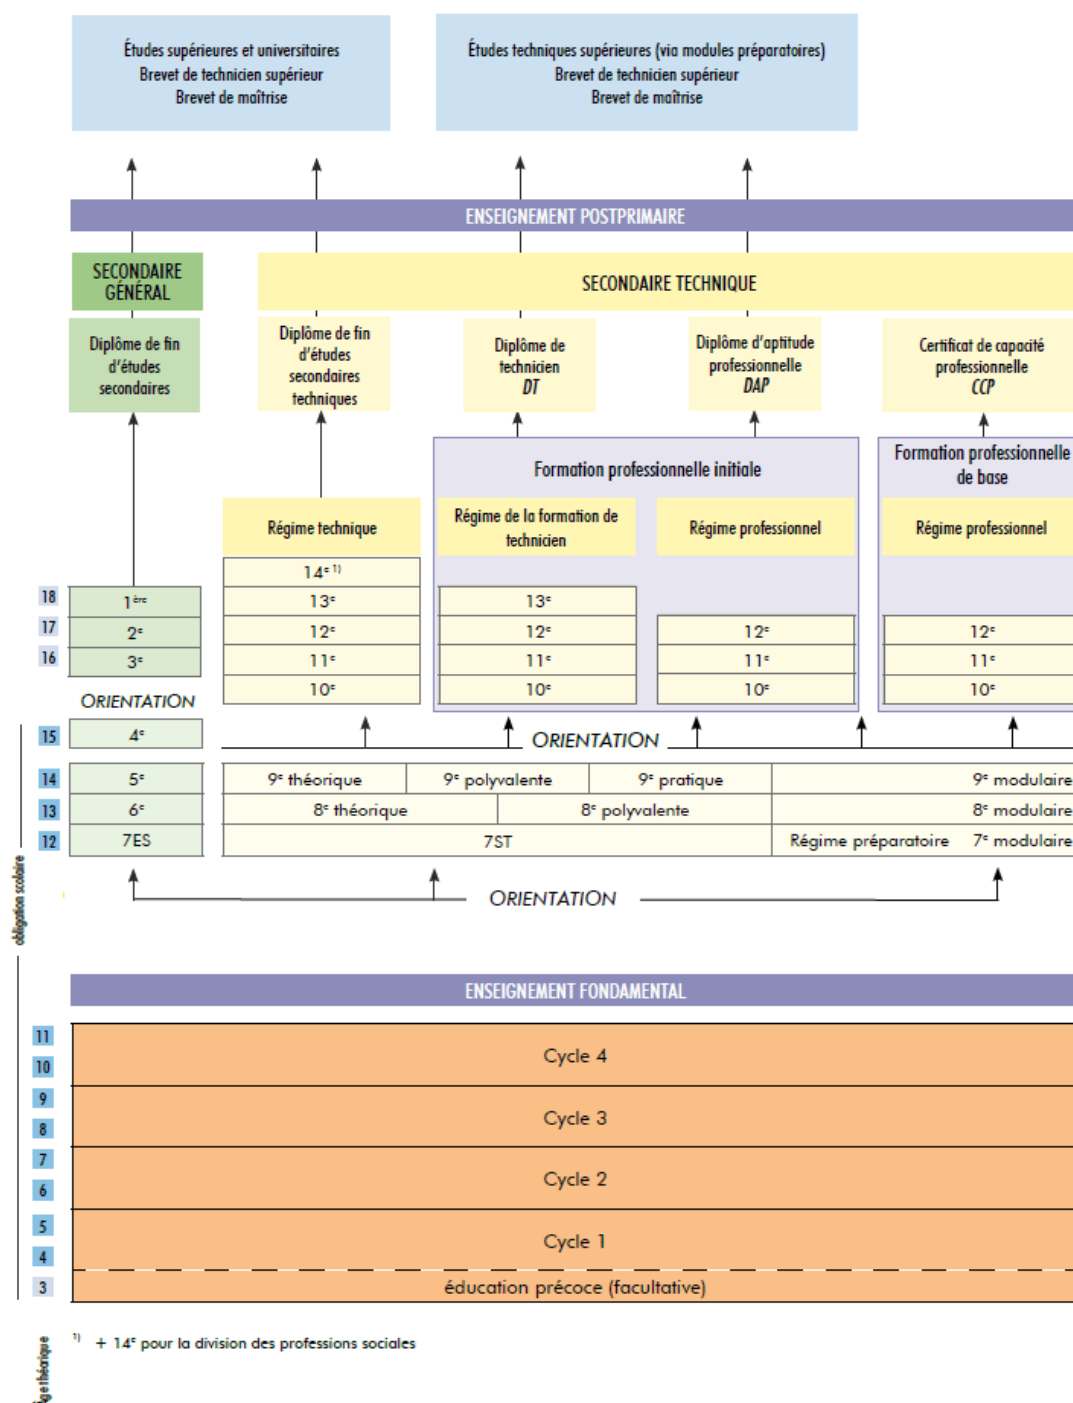 Études supérieures et universitaires
Brevet de technicien supérieur
Brevet de maîtrise
Études techniques supérieures (via modules préparatoires)
Brevet de technicien supérieur
Brevet de maîtrise
ENSEIGNEMENT POSTPRIMAIRE
SECONDAIRE
GÉNÉRAL
SECONDAIRE TECHNIQUE
Diplôme de fin
d'études
secondaires
Diplôme de fin
d'études
secondaires
techniques
Diplôme de
technicien
DT
Diplôme d'aptitude
professionnelle
DAP
Certificat de capacité
professionnelle
CCP
Formation professionnelle initiale
Formation professionnelle
de base
Régime technique
Régime de la formation de
technicien
Régime professionnel
Régime professionnel
14e 1)
18 1ère 13e 13e
17 2e 12e 12e 12e 12e
16 3e 11e 11e 11e 11e
10e 10e 10e 10e
ORIENTATION
15 4e
ORIENTATION
14 5e 9e théorique 9e polyvalente 9e pratique 9e modulaire
13 6e 8e théorique 8e polyvalente 8e modulaire
12 7ES 7ST Régime préparatoire 7e modulaire
ORIENTATION
obligation scolaire
ENSEIGNEMENT FONDAMENTAL
11
10
Cycle 4
9
8
Cycle 3
7
6
Cycle 2
5
4
Cycle 1
3 éducation précoce (facultative)
Âge théorique
1) + 14e pour la division des professions sociales